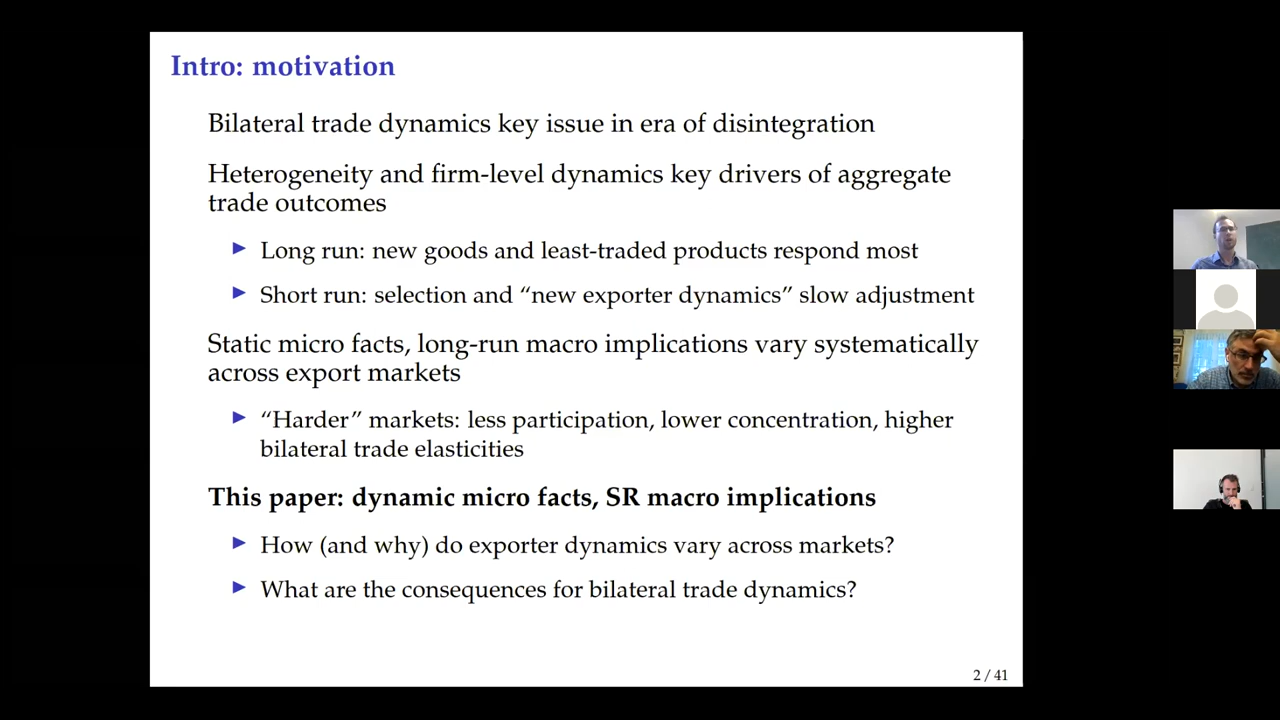 Intro: motivation
Bilateral trade dynamics key issue in era of disintegration
Heterogeneity and firm-level dynamics key drivers of aggregate
trade outcomes
▶ Long run: new goods and least-traded products respond most
▶ Short run: selection and “new exporter dynamics” slow adjustment
Static micro facts, long-run macro implications vary systematically
across export markets
▶ “Harder” markets: less participation, lower concentration, higher
bilateral trade elasticities
This paper: dynamic micro facts, SR macro implications
▶ How (and why) do exporter dynamics vary across markets?
▶ What are the consequences for bilateral trade dynamics?
2 / 41